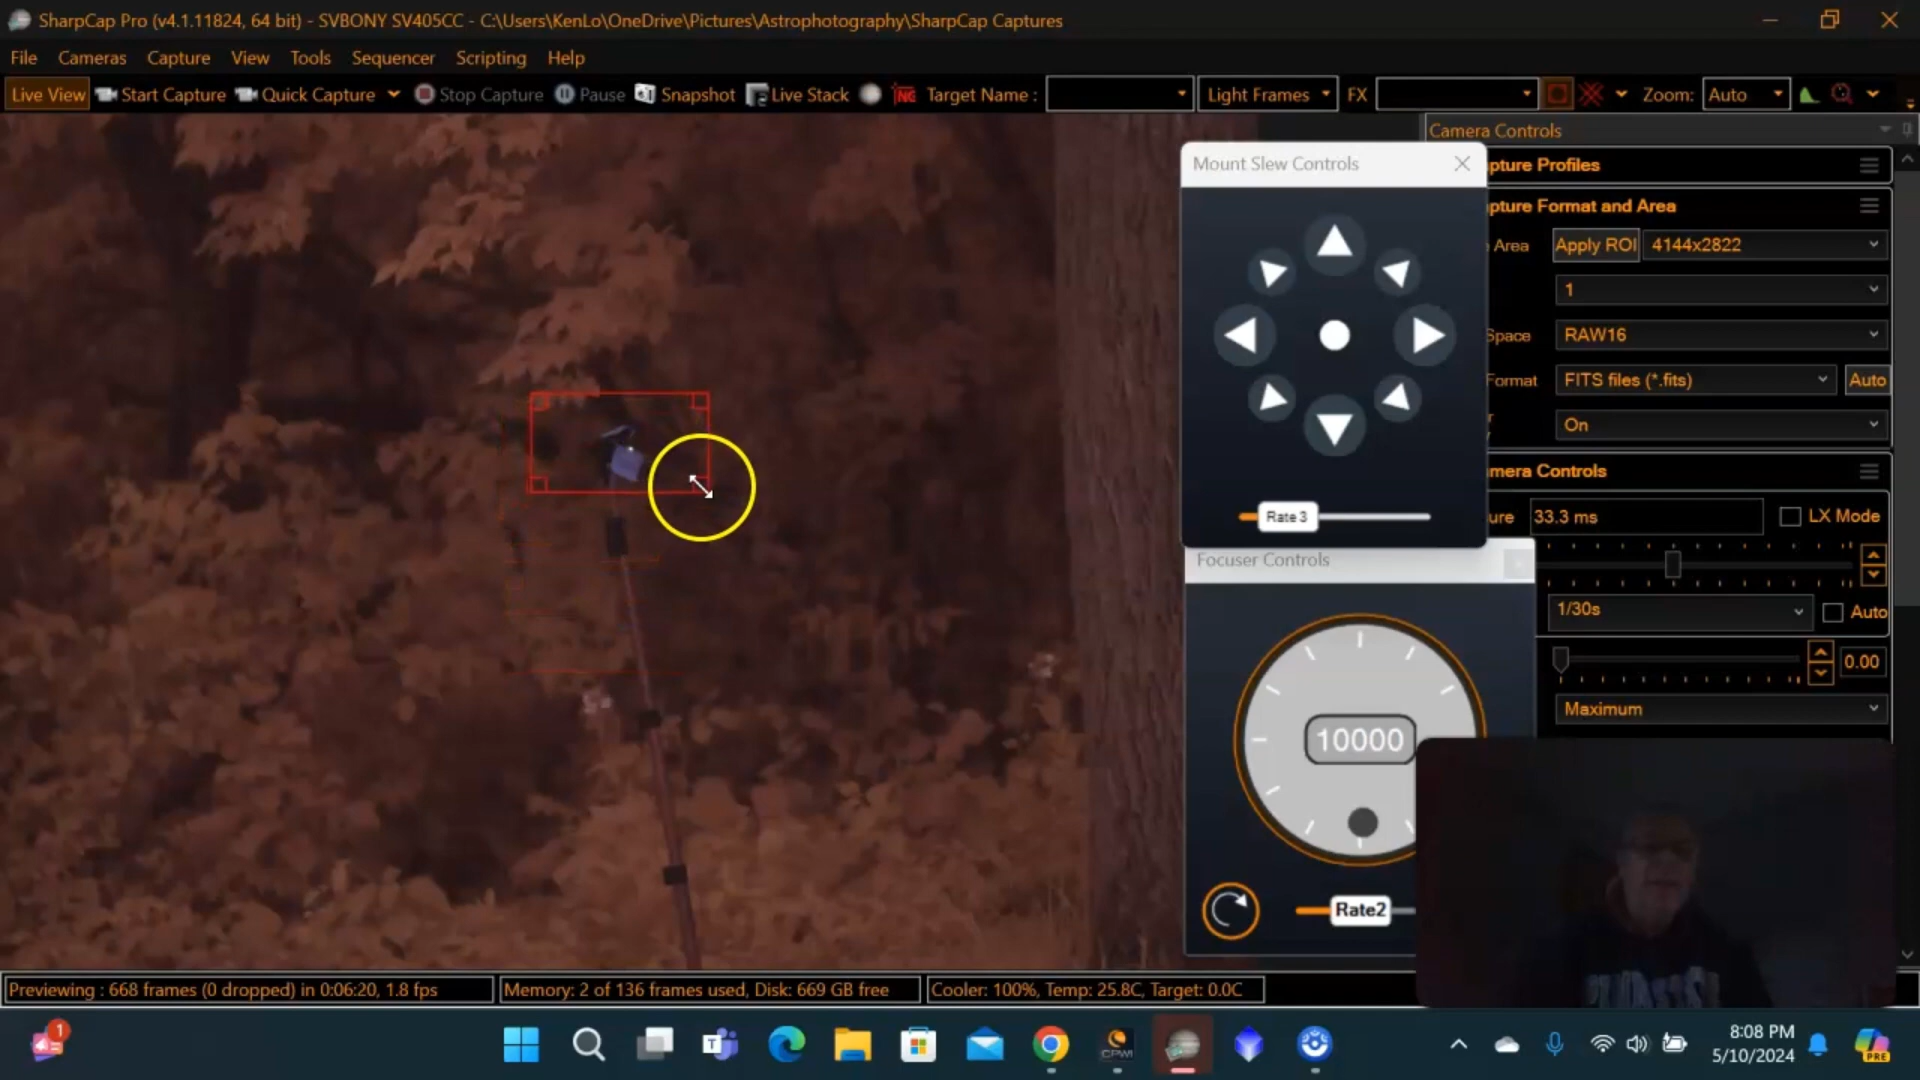 SharpCap Pro (v4.1.11824, 64 bit) - SVBONY SV405CC - C:\Users\KenLo\OneDrive\Pictures\Astrophotography\SharpCap Captures
File Cameras Capture View Tools Sequencer Scripting Help
Live View Start Capture Quick Capture Stop Capture Pause Snapshot Live Stack NG Target Name : Light Frames FX Zoom: Auto
Camera Controls
Mount Slew Controls
pture Profiles
pture Format and Area
Area Apply ROI 4144x2822
1
Space RAW16
Format FITS files (*.fits) Auto
On
mera Controls
Rate 3
ure 33.3 ms LX Mode
Focuser Controls
1/30s Auto
0.00
Maximum
10000
Rate2
Previewing : 668 frames (0 dropped) in 0:06:20, 1.8 fps Memory: 2 of 136 frames used, Disk: 669 GB free Cooler: 100%, Temp: 25.8C, Target: 0.0C
1
T
CPWI
8:08 PM
5/10/2024
PRE